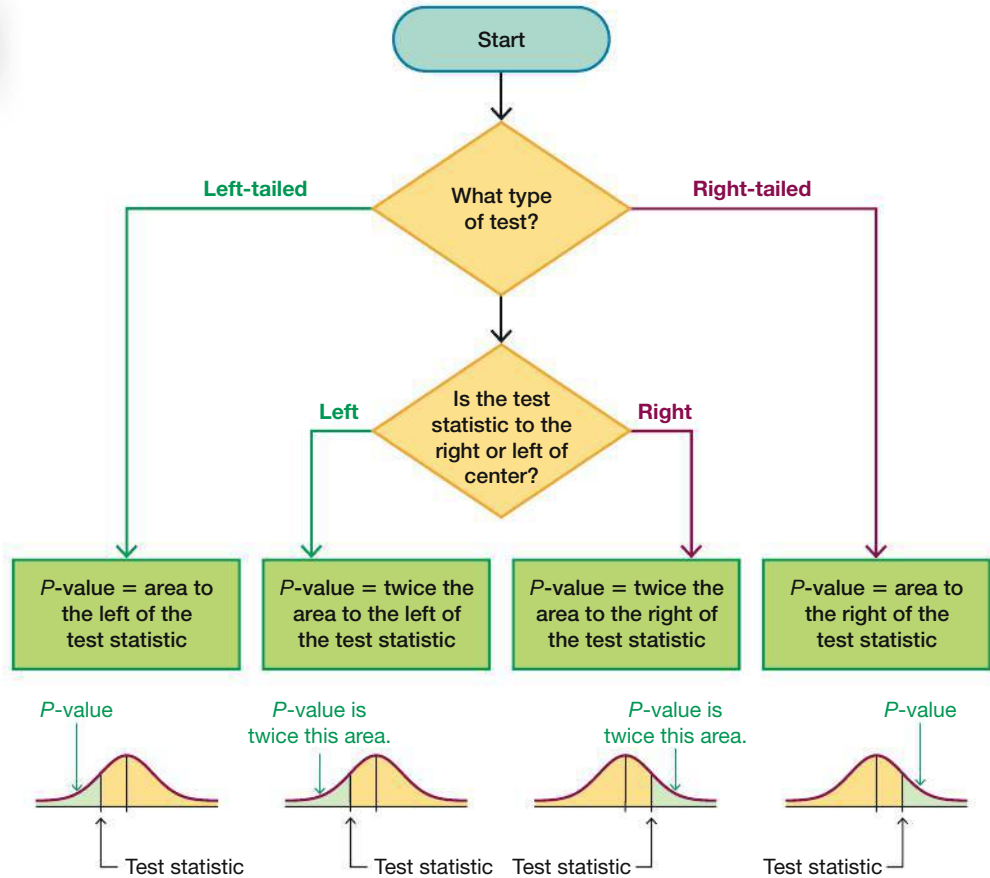 Start
What type
of test?
Left-tailed
Right-tailed
Is the test
statistic to the
right or left of
center?
Left
Right
P-value = area to
the left of the
test statistic
P-value = twice the
area to the left of
the test statistic
P-value = twice the
area to the right of
the test statistic
P-value = area to
the right of the
test statistic
P-value
P-value is
twice this area.
P-value is
twice this area.
P-value
Test statistic
Test statistic
Test statistic
Test statistic